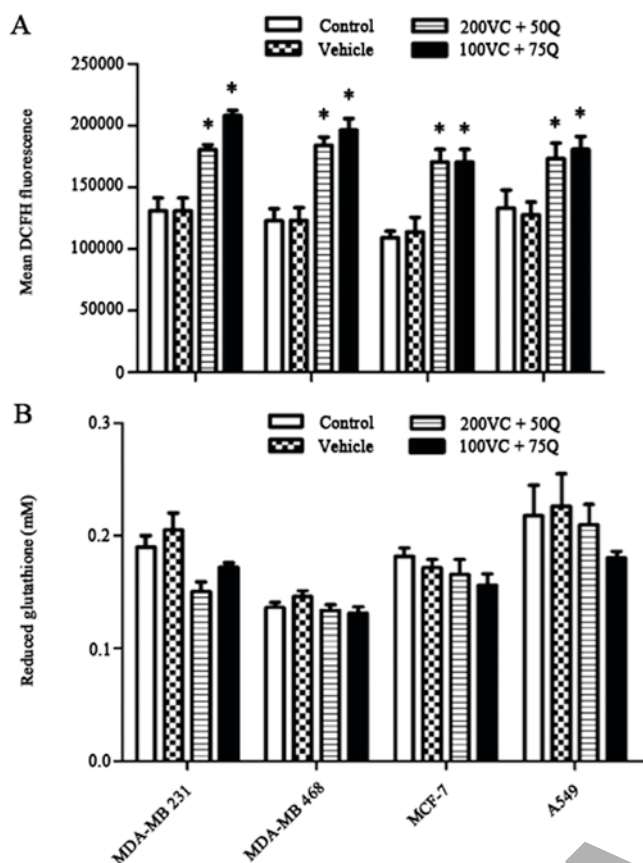 A
Control
200VC + 50Q
Vehicle
100VC + 75Q
Mean DCFH fluorescence
250000
200000
150000
100000
50000
0
* * * * * * * *
B
Control
200VC + 50Q
Vehicle
100VC + 75Q
Reduced glutathione (mM)
0.3
0.2
0.1
0.0
MDA-MB 231
MDA-MB 468
MCF-7
A549